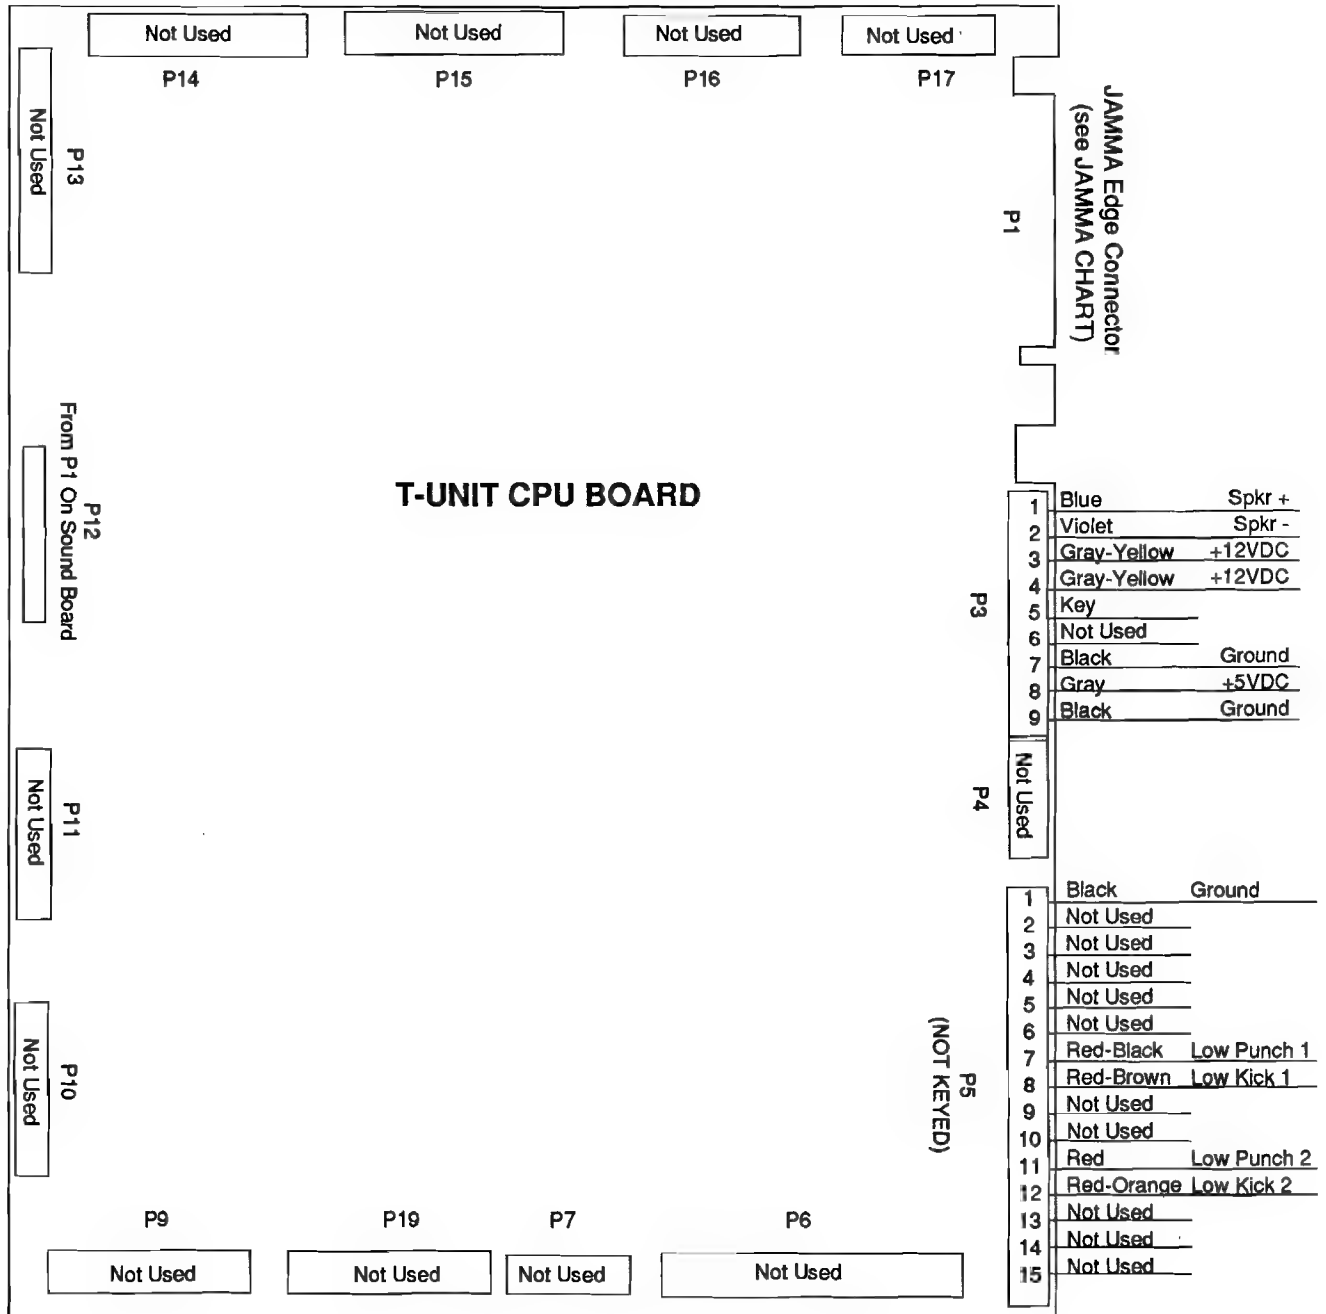 Not Used
Not Used
Not Used
Not Used
P14
P15
P16
P17
Not Used
P13
P1
JAMMA Edge Connector
(see JAMMA CHART)
From P1 On Sound Board
P12
T-UNIT CPU BOARD
P3
1 Blue Spkr +
2 Violet Spkr -
3 Gray-Yellow +12VDC
4 Gray-Yellow +12VDC
5 Key
6 Not Used
7 Black Ground
8 Gray +5VDC
9 Black Ground
P4
Not Used
Not Used
P11
Not Used
P10
P5
(NOT KEYED)
1 Black Ground
2 Not Used
3 Not Used
4 Not Used
5 Not Used
6 Not Used
7 Red-Black Low Punch 1
8 Red-Brown Low Kick 1
9 Not Used
10 Not Used
11 Red Low Punch 2
12 Red-Orange Low Kick 2
13 Not Used
14 Not Used
15 Not Used
P9
P19
P7
P6
Not Used
Not Used
Not Used
Not Used